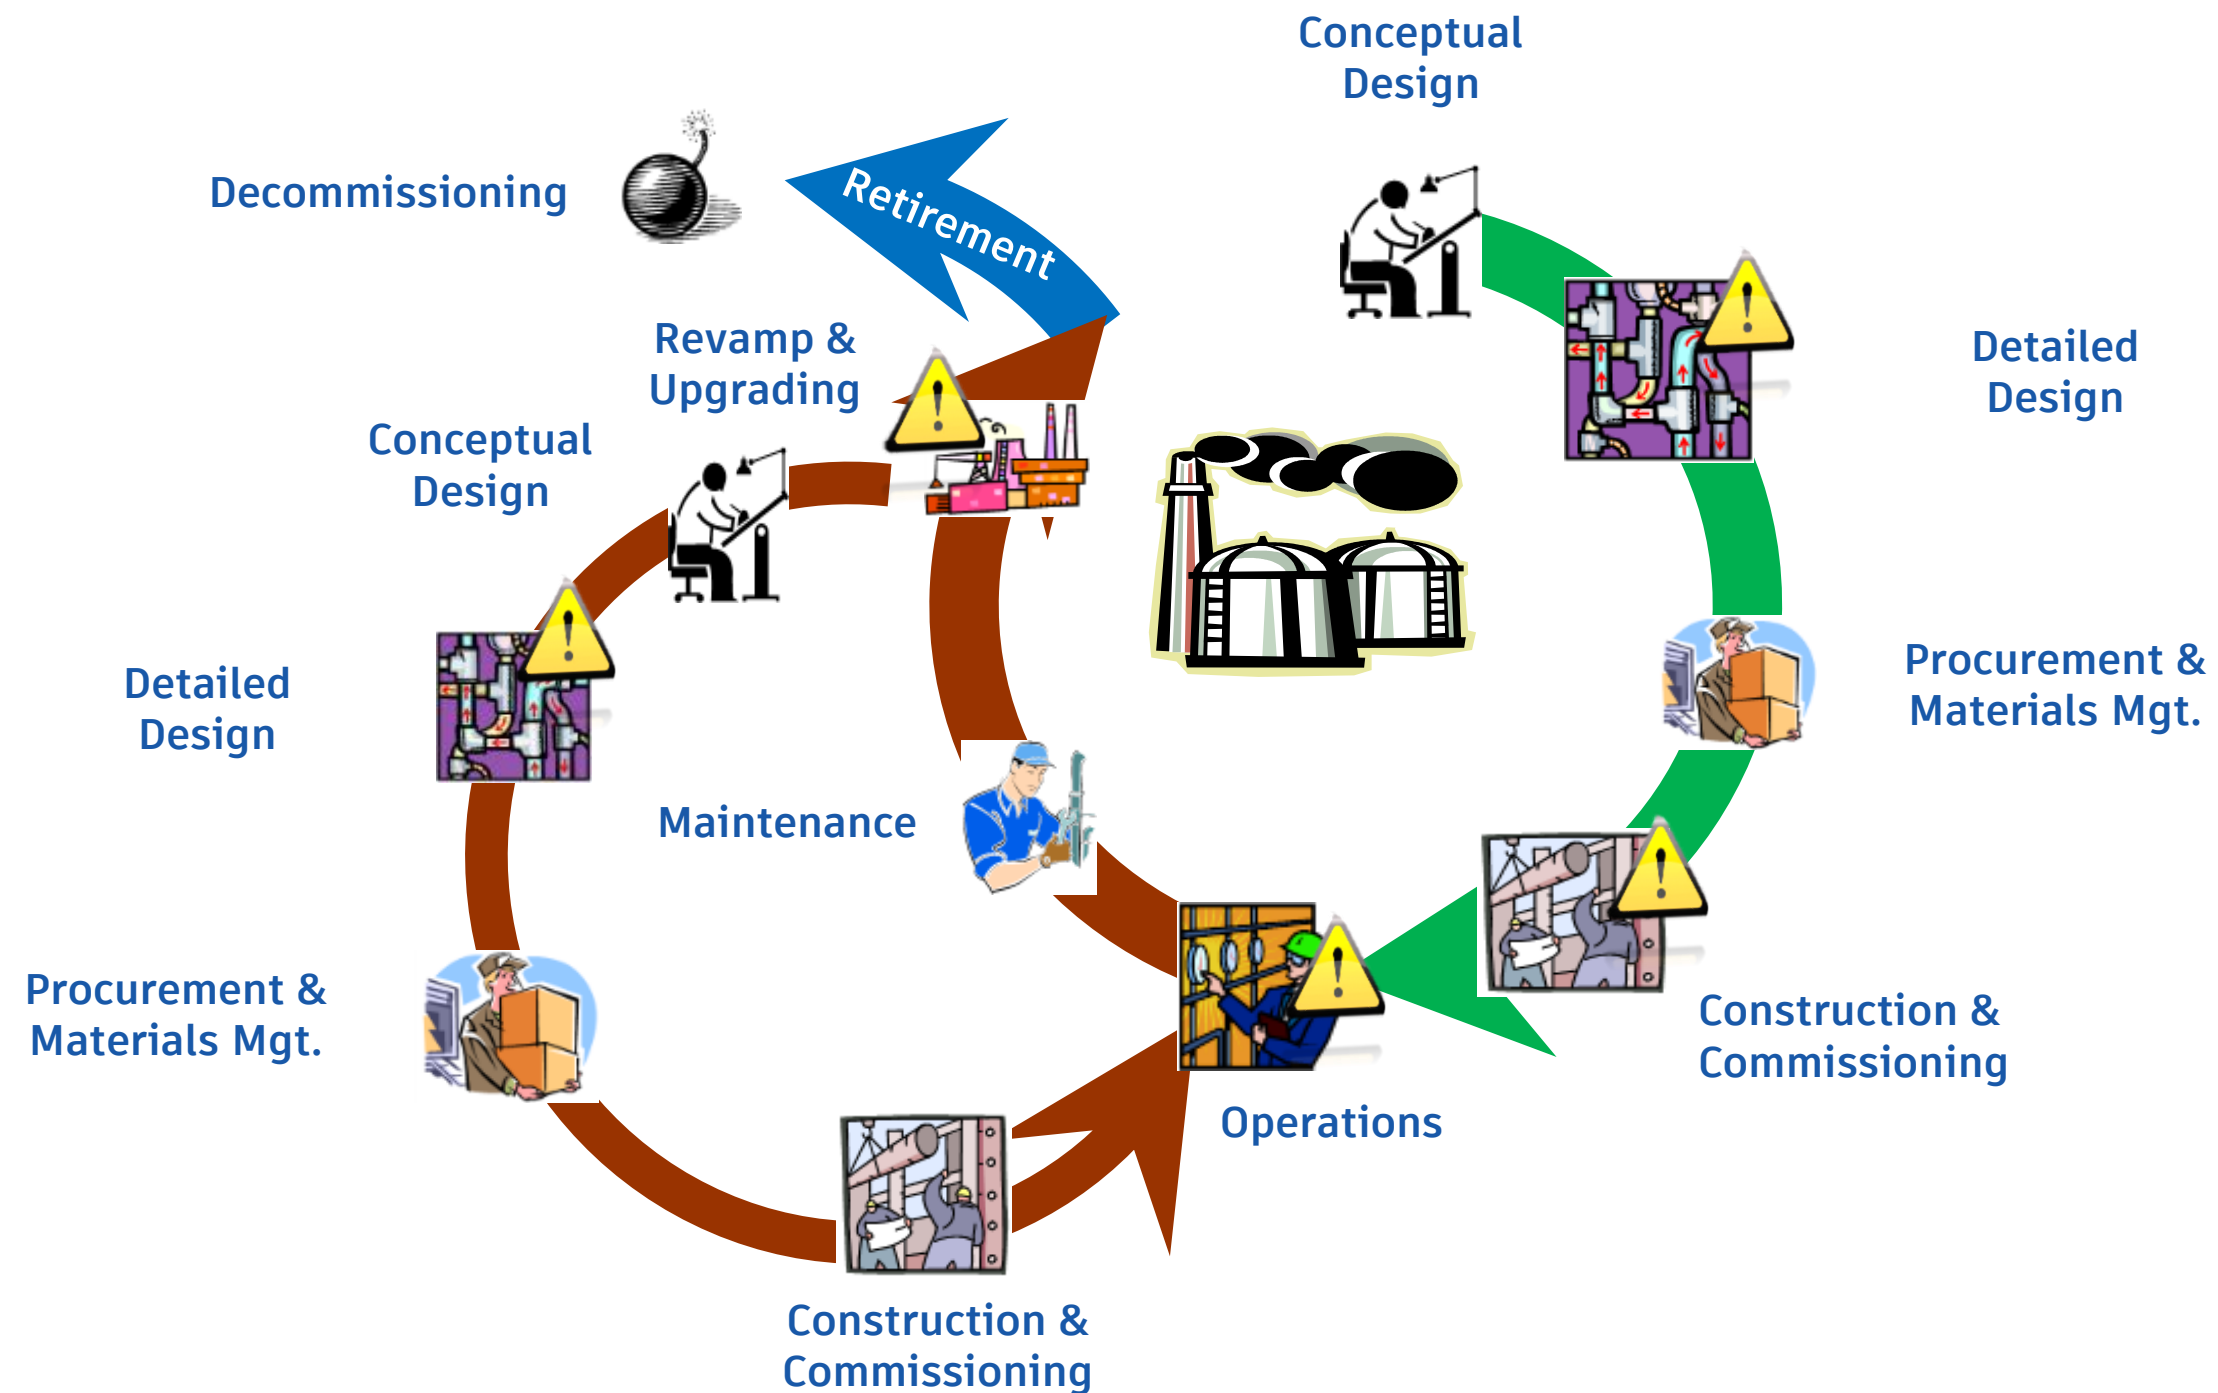 Conceptual
Design
Decommissioning
Retirement
Revamp &
Upgrading
Detailed
Design
Conceptual
Design
Procurement &
Materials Mgt.
Detailed
Design
Maintenance
Procurement &
Materials Mgt.
Construction &
Commissioning
Operations
Construction &
Commissioning